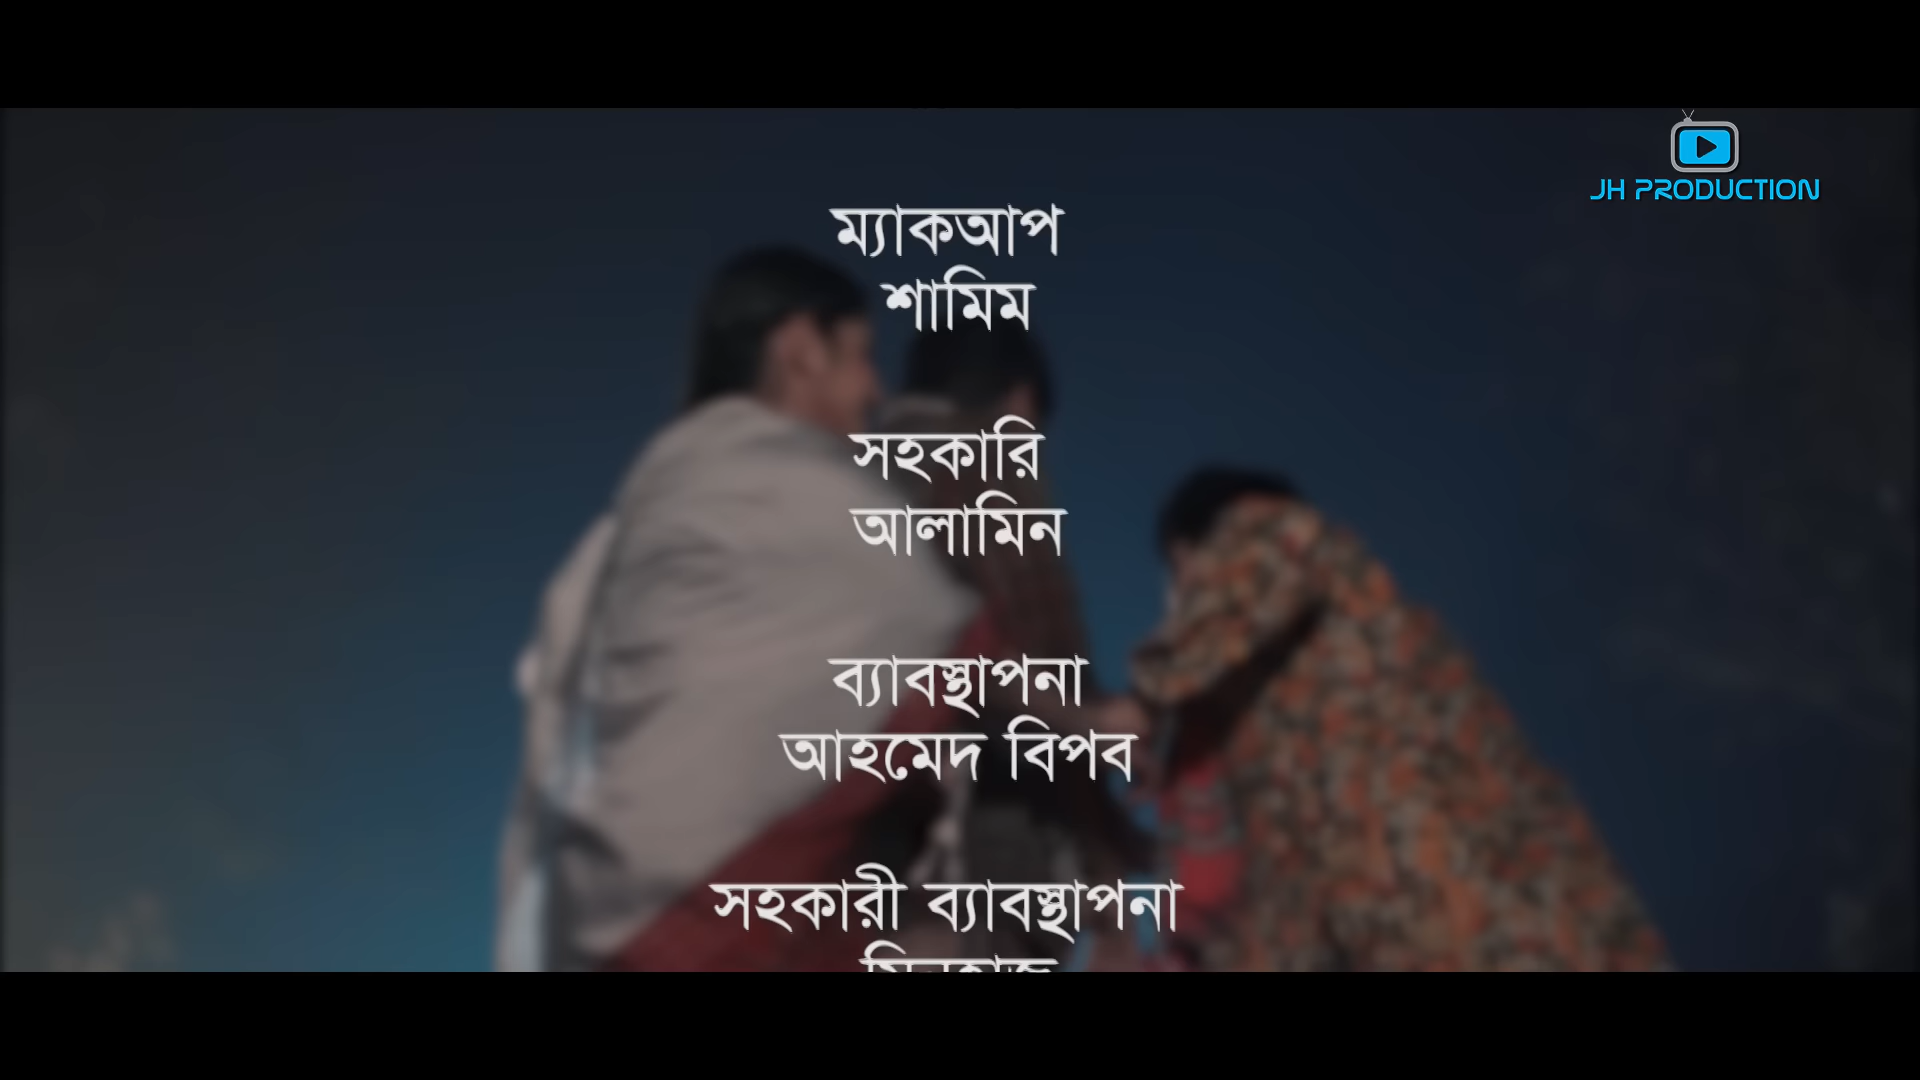 JH PRODUCTION
ম্যাকআপ
শামিম
সহকারি
আলামিন
ব্যাবস্থাপনা
আহমেদ বিপব
সহকারী ব্যাবস্থাপনা